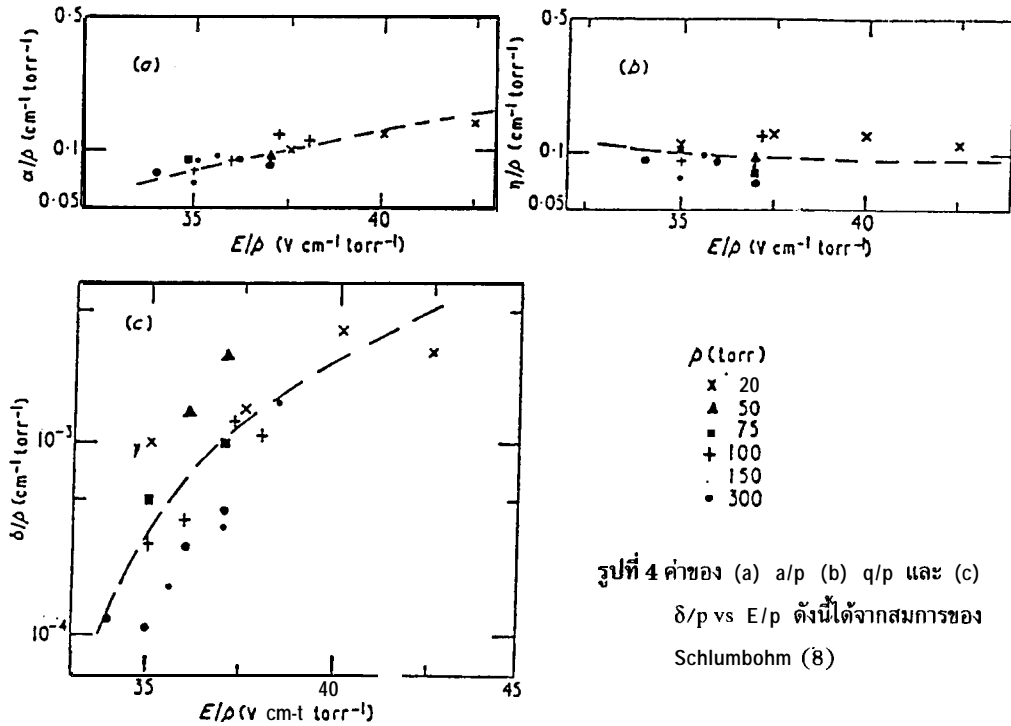 0·5
(a)
α/p (cm⁻¹ torr⁻¹)
0·1
0·05
35
40
E/p (V cm⁻¹ torr⁻¹)
0·5
(b)
η/p (cm⁻¹ torr⁻¹)
0·1
0·05
35
40
E/p (V cm⁻¹ torr⁻¹)
(c)
δ/p (cm⁻¹ torr⁻¹)
10⁻³
10⁻⁴
35
40
45
E/p (V cm-t torr⁻¹)
p (torr)
× 20
▲ 50
■ 75
+ 100
· 150
● 300
รูปที่ 4 ค่าของ (a) a/p (b) q/p และ (c)
δ/p vs E/p ดังนี้ได้จากสมการของ
Schlumbohm (8)